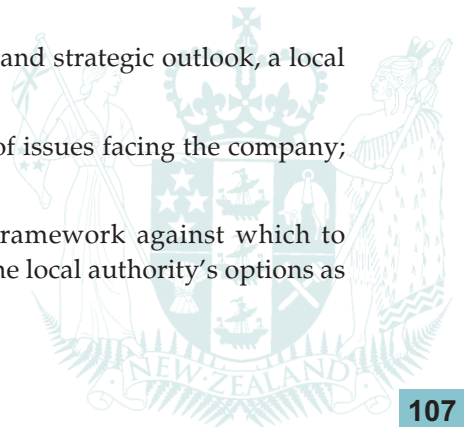 and strategic outlook, a local
of issues facing the company;
ramework against which to
he local authority's options as
NEW ZEALAND
107